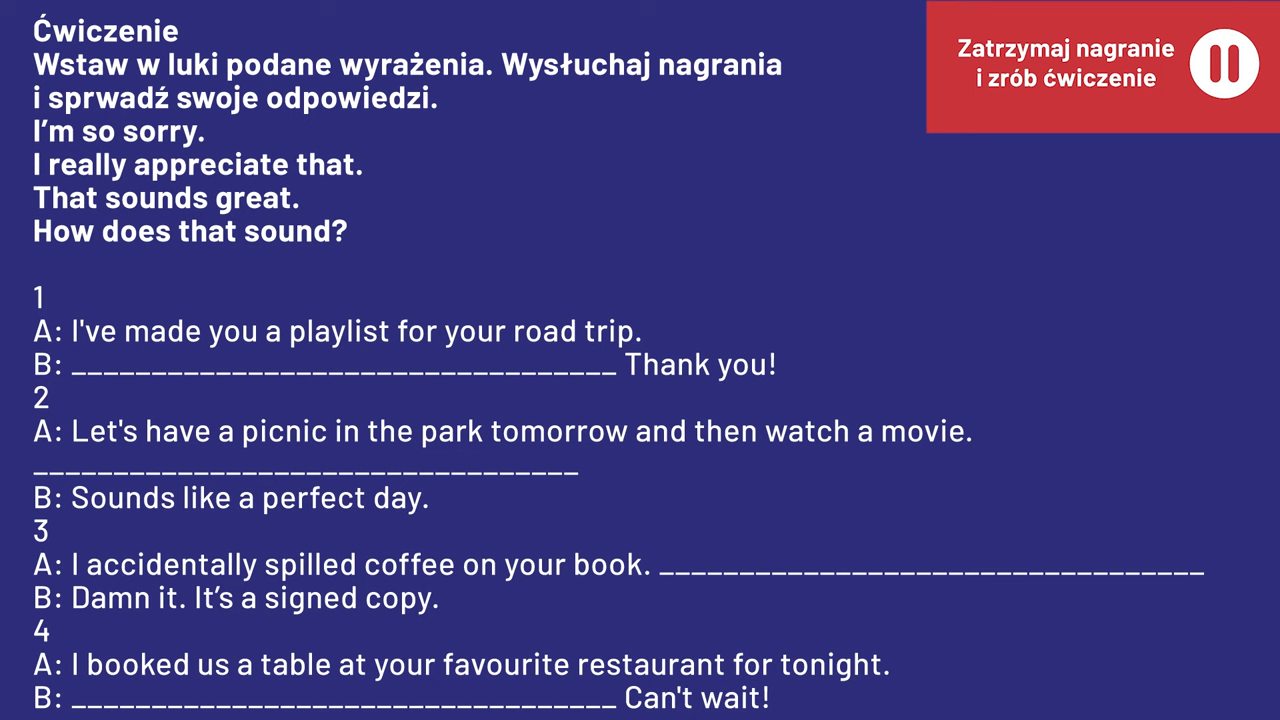 Ćwiczenie
Wstaw w luki podane wyrażenia. Wysłuchaj nagrania
i sprwadź swoje odpowiedzi.
I’m so sorry.
I really appreciate that.
That sounds great.
How does that sound?
Zatrzymaj nagranie
i zrób ćwiczenie
1
A: I've made you a playlist for your road trip.
B: __________________________________ Thank you!
2
A: Let's have a picnic in the park tomorrow and then watch a movie.
__________________________________
B: Sounds like a perfect day.
3
A: I accidentally spilled coffee on your book. __________________________________
B: Damn it. It’s a signed copy.
4
A: I booked us a table at your favourite restaurant for tonight.
B: __________________________________ Can't wait!